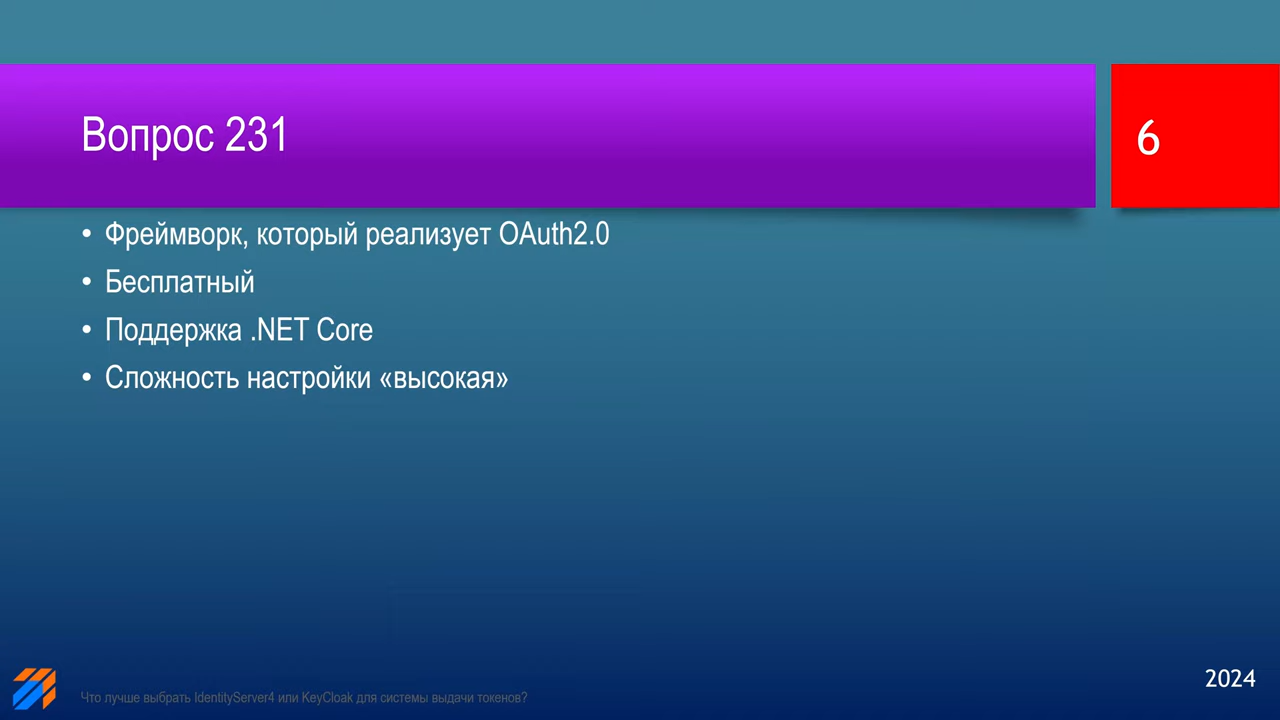 Вопрос 231
6
• Фреймворк, который реализует OAuth2.0
• Бесплатный
• Поддержка .NET Core
• Сложность настройки «высокая»
Что лучше выбрать IdentityServer4 или KeyCloak для системы выдачи токенов?
2024